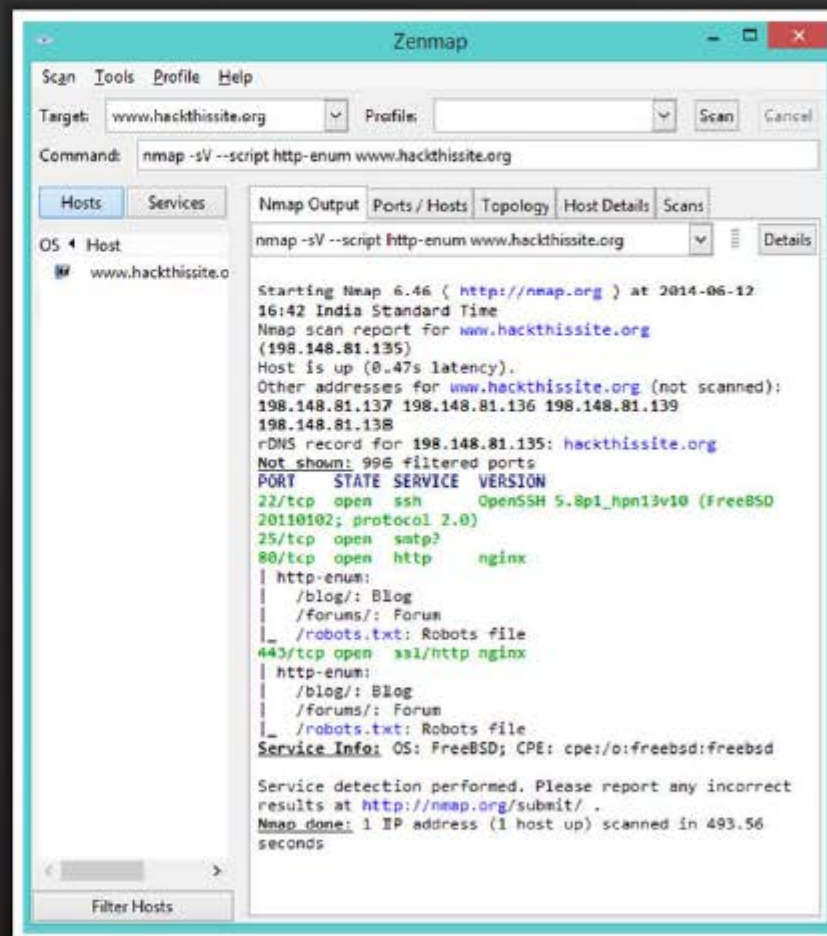 Zenmap
Scan Tools Profile Help
Target: www.hackthissite.org Profile: Scan Cancel
Command: nmap -sV --script http-enum www.hackthissite.org
Hosts Services
Nmap Output Ports / Hosts Topology Host Details Scans
OS Host
www.hackthissite.o
nmap -sV --script http-enum www.hackthissite.org Details
Starting Nmap 6.46 ( http://nmap.org ) at 2014-06-12
16:42 India Standard Time
Nmap scan report for www.hackthissite.org
(198.148.81.135)
Host is up (0.47s latency).
Other addresses for www.hackthissite.org (not scanned):
198.148.81.137 198.148.81.136 198.148.81.139
198.148.81.138
rDNS record for 198.148.81.135: hackthissite.org
Not shown: 996 filtered ports
PORT STATE SERVICE VERSION
22/tcp open ssh OpenSSH 5.8p1_hpn13v10 (FreeBSD
20110102; protocol 2.0)
25/tcp open smtp?
80/tcp open http nginx
| http-enum:
| /blog/: Blog
| /forums/: Forum
|_ /robots.txt: Robots file
443/tcp open ssl/http nginx
| http-enum:
| /blog/: Blog
| /forums/: Forum
|_ /robots.txt: Robots file
Service Info: OS: FreeBSD; CPE: cpe:/o:freebsd:freebsd
Service detection performed. Please report any incorrect
results at http://nmap.org/submit/ .
Nmap done: 1 IP address (1 host up) scanned in 493.56
seconds
Filter Hosts